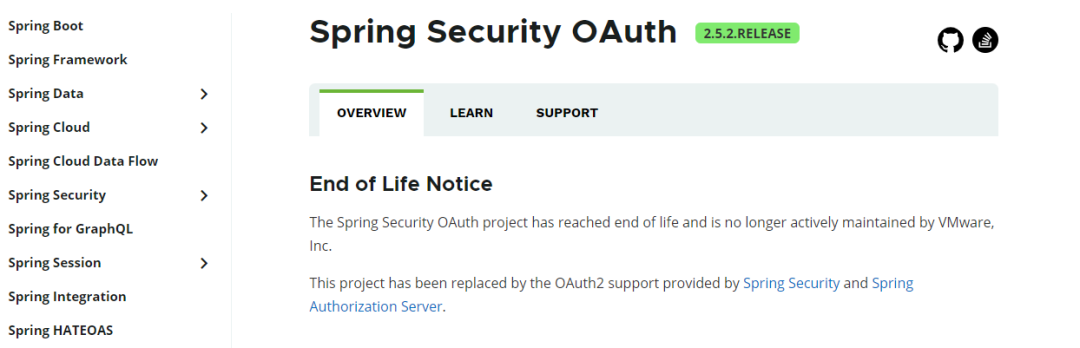 Spring Boot
Spring Framework
Spring Data
Spring Cloud
Spring Cloud Data Flow
Spring Security
Spring for GraphQL
Spring Session
Spring Integration
Spring HATEOAS
Spring Security OAuth 2.5.2.RELEASE
OVERVIEW LEARN SUPPORT
End of Life Notice
The Spring Security OAuth project has reached end of life and is no longer actively maintained by VMware,
Inc.
This project has been replaced by the OAuth2 support provided by Spring Security and Spring
Authorization Server.